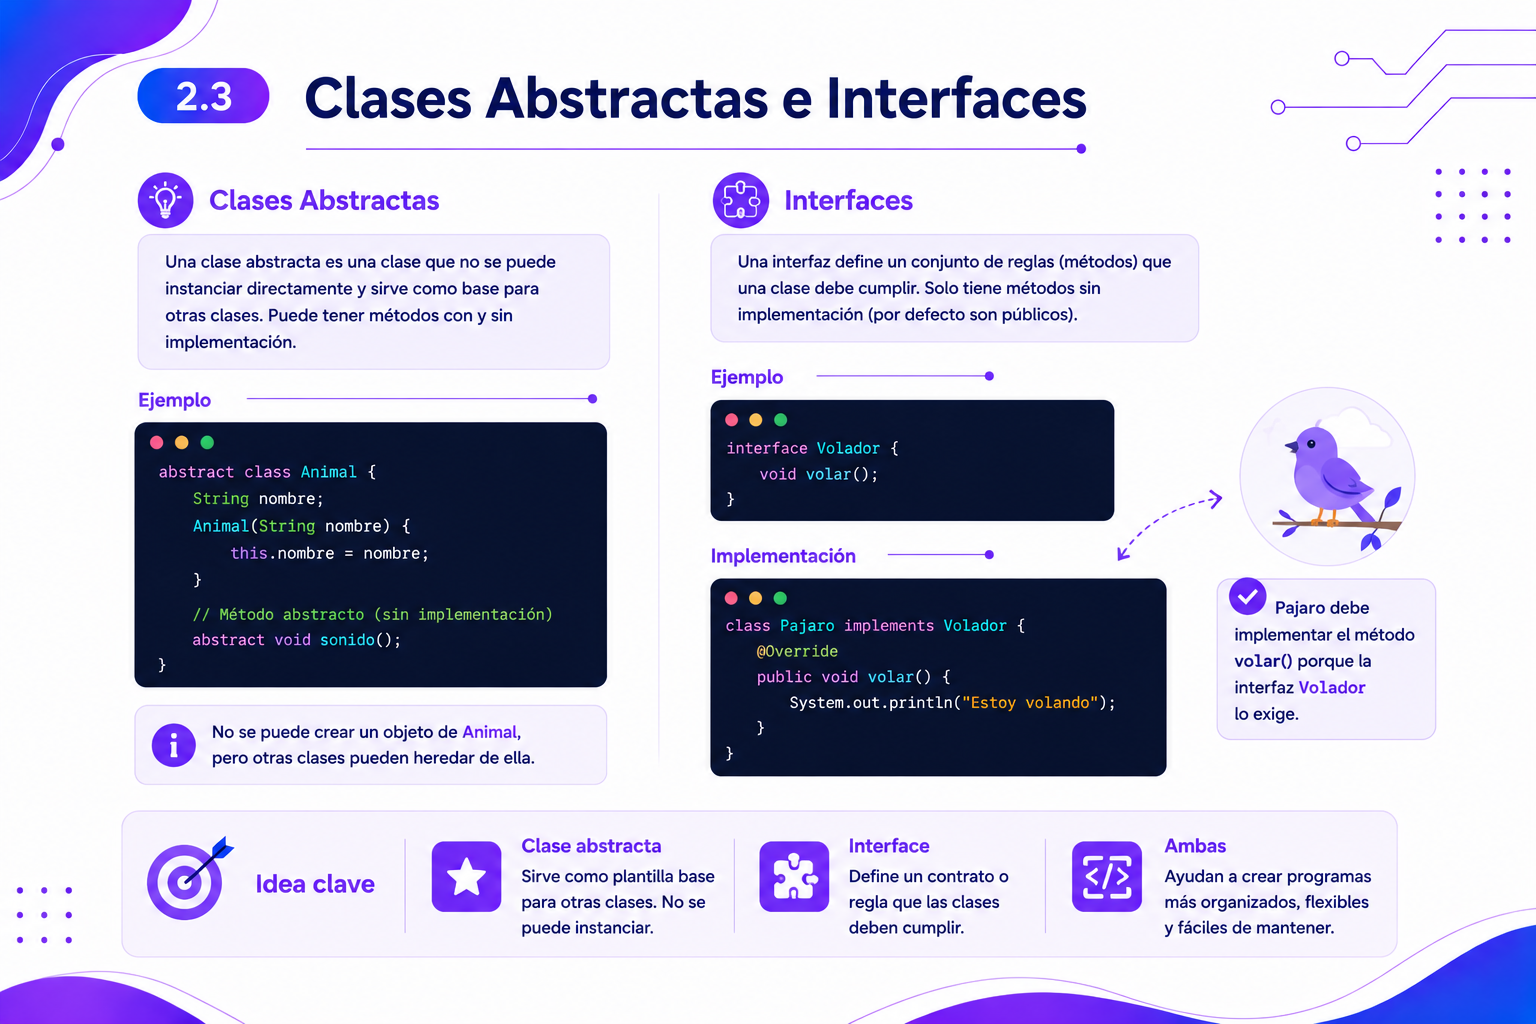 2.3
Clases Abstractas e Interfaces
Clases Abstractas
Una clase abstracta es una clase que no se puede
instanciar directamente y sirve como base para
otras clases. Puede tener métodos con y sin
implementación.
Ejemplo
abstract class Animal {
String nombre;
Animal(String nombre) {
this.nombre = nombre;
}
// Método abstracto (sin implementación)
abstract void sonido();
}
No se puede crear un objeto de Animal,
pero otras clases pueden heredar de ella.
Interfaces
Una interfaz define un conjunto de reglas (métodos) que
una clase debe cumplir. Solo tiene métodos sin
implementación (por defecto son públicos).
Ejemplo
interface Volador {
void volar();
}
Implementación
class Pajaro implements Volador {
@Override
public void volar() {
System.out.println("Estoy volando");
}
}
Pajaro debe
implementar el método
volar() porque la
interfaz Volador
lo exige.
Idea clave
Clase abstracta
Sirve como plantilla base
para otras clases. No se
puede instanciar.
Interface
Define un contrato o
regla que las clases
deben cumplir.
Ambas
Ayudan a crear programas
más organizados, flexibles
y fáciles de mantener.